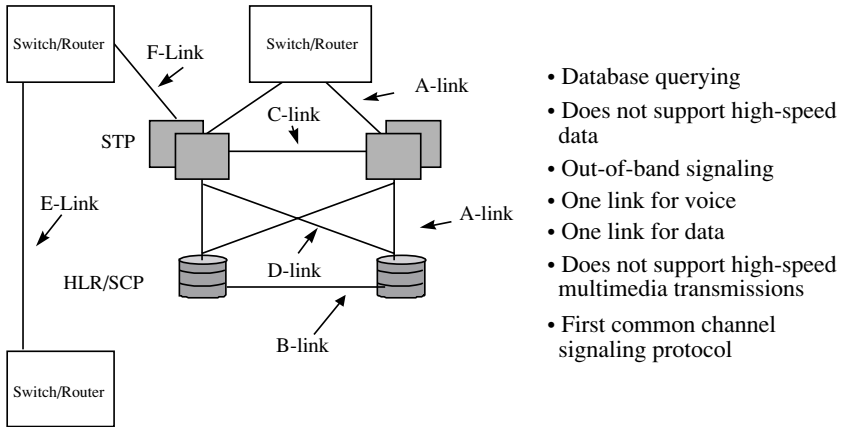 Switch/Router
F-Link
Switch/Router
A-link
C-link
STP
E-Link
A-link
D-link
HLR/SCP
B-link
Switch/Router
• Database querying
• Does not support high-speed
data
• Out-of-band signaling
• One link for voice
• One link for data
• Does not support high-speed
multimedia transmissions
• First common channel
signaling protocol